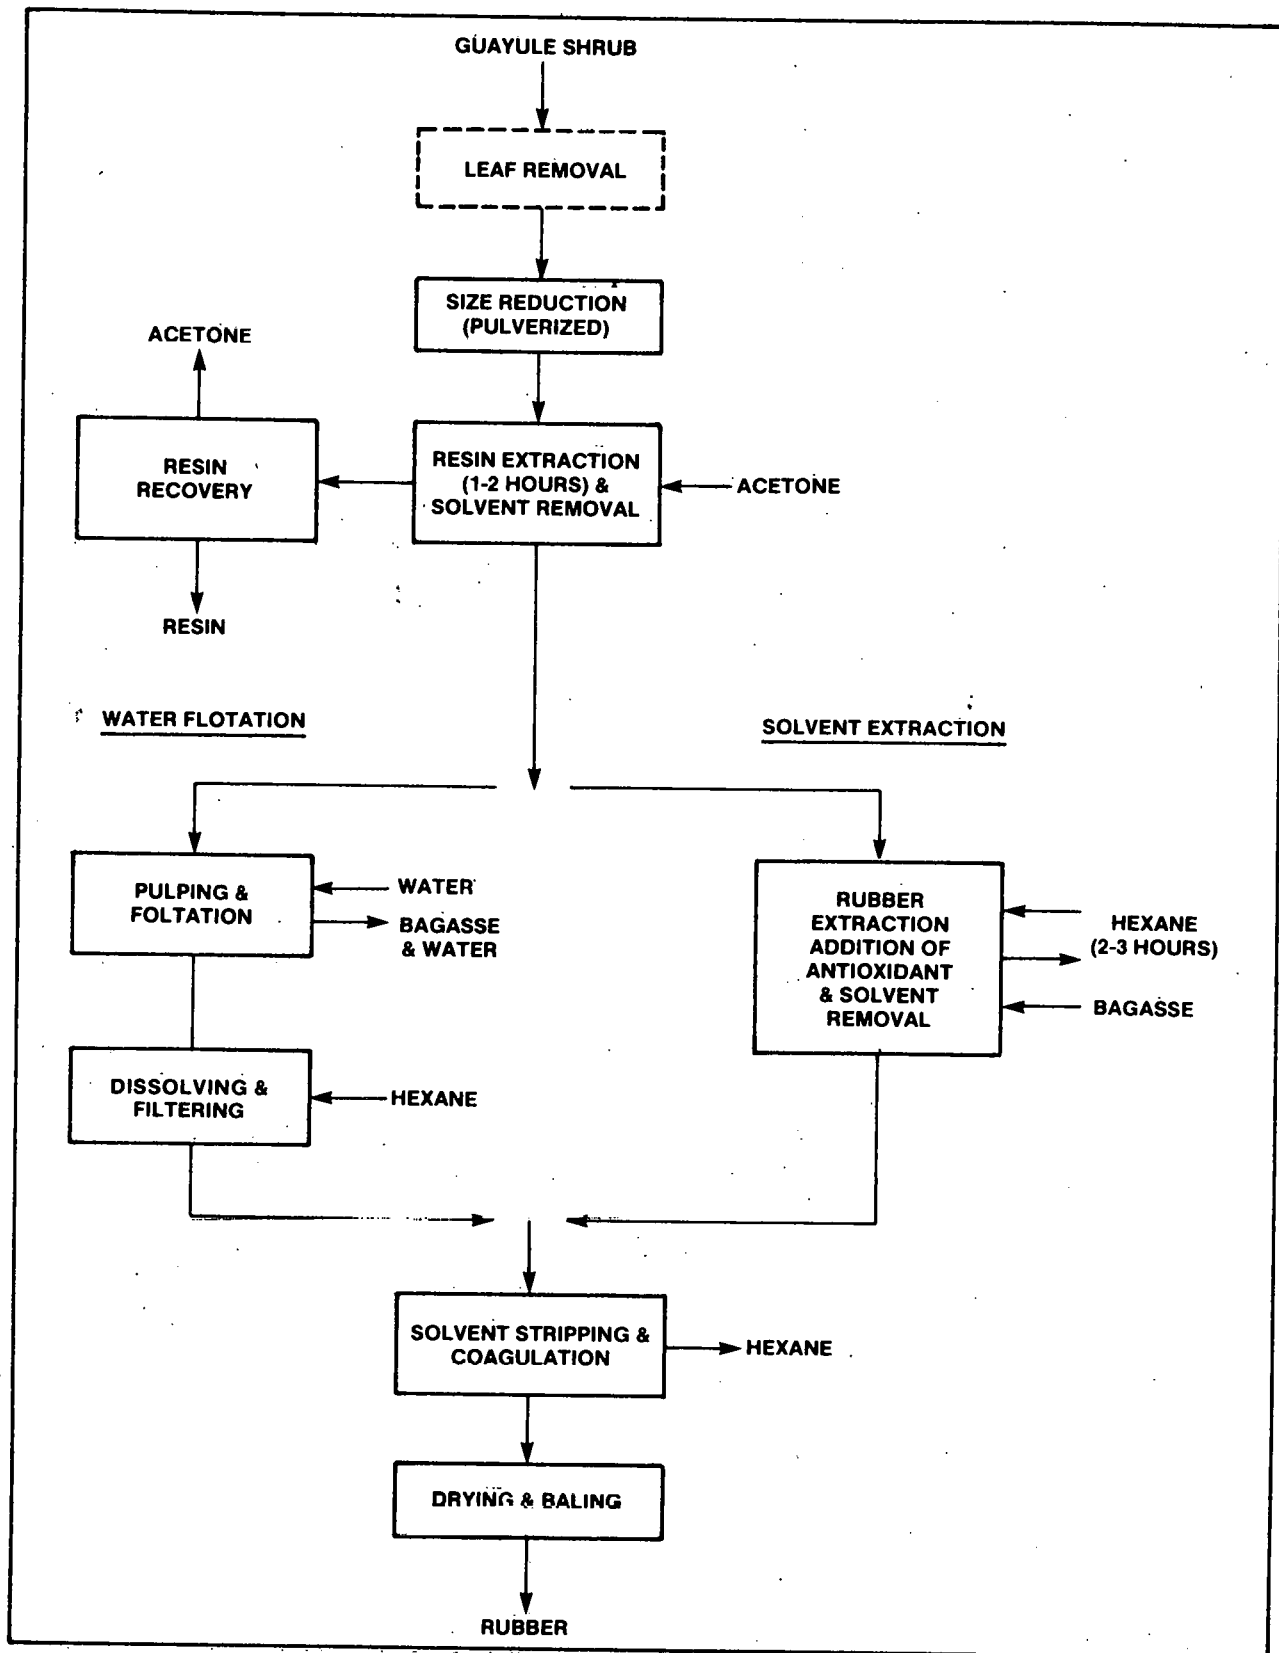 GUAYULE SHRUB
LEAF REMOVAL
SIZE REDUCTION
(PULVERIZED)
ACETONE
RESIN
RECOVERY
RESIN EXTRACTION
(1-2 HOURS) &
SOLVENT REMOVAL
ACETONE
RESIN
WATER FLOTATION
SOLVENT EXTRACTION
PULPING &
FOLTATION
WATER
BAGASSE
& WATER
RUBBER
EXTRACTION
ADDITION OF
ANTIOXIDANT
& SOLVENT
REMOVAL
HEXANE
(2-3 HOURS)
BAGASSE
DISSOLVING &
FILTERING
HEXANE
SOLVENT STRIPPING &
COAGULATION
HEXANE
DRYING & BALING
RUBBER